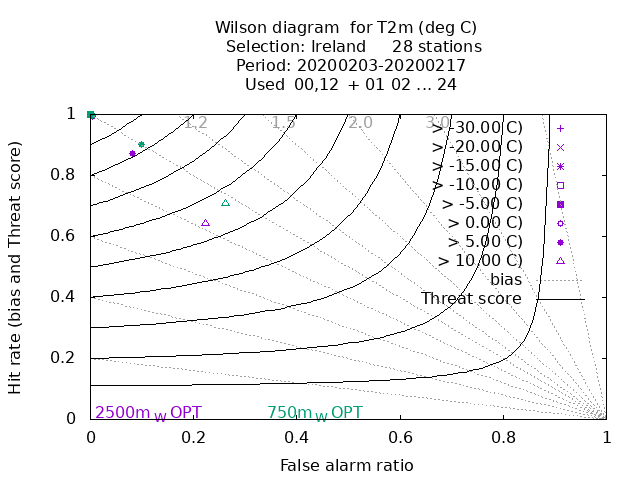 Wilson diagram  for T2m (deg C)
Selection: Ireland     28 stations
Period: 20200203-20200217
Used  00,12  + 01 02 ... 24
1.2 1.5 2.0 3.0
> -30.00 C)
> -20.00 C)
> -15.00 C)
> -10.00 C)
> -5.00 C)
> 0.00 C)
> 5.00 C)
> 10.00 C)
bias
Threat score
Hit rate (bias and Threat score)
1
0.8
0.6
0.4
0.2
0
2500m W OPT 750m W OPT
0 0.2 0.4 0.6 0.8 1
False alarm ratio